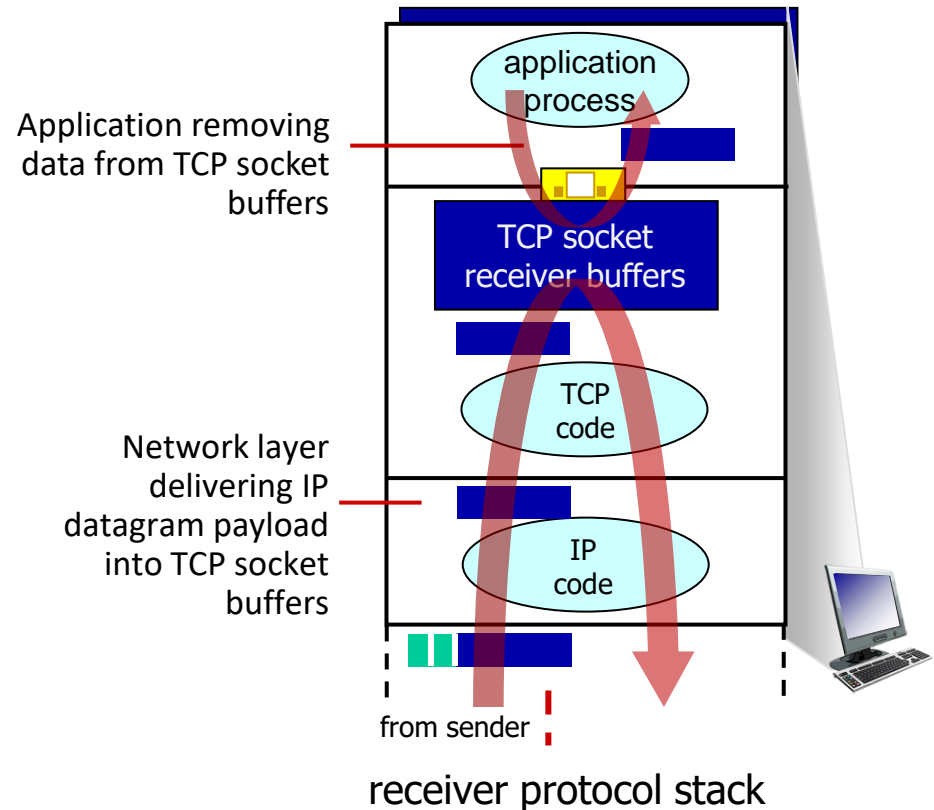 application
process
Application removing
data from TCP socket
buffers
TCP socket
receiver buffers
TCP
code
Network layer
delivering IP
datagram payload
into TCP socket
buffers
IP
code
from sender
receiver protocol stack